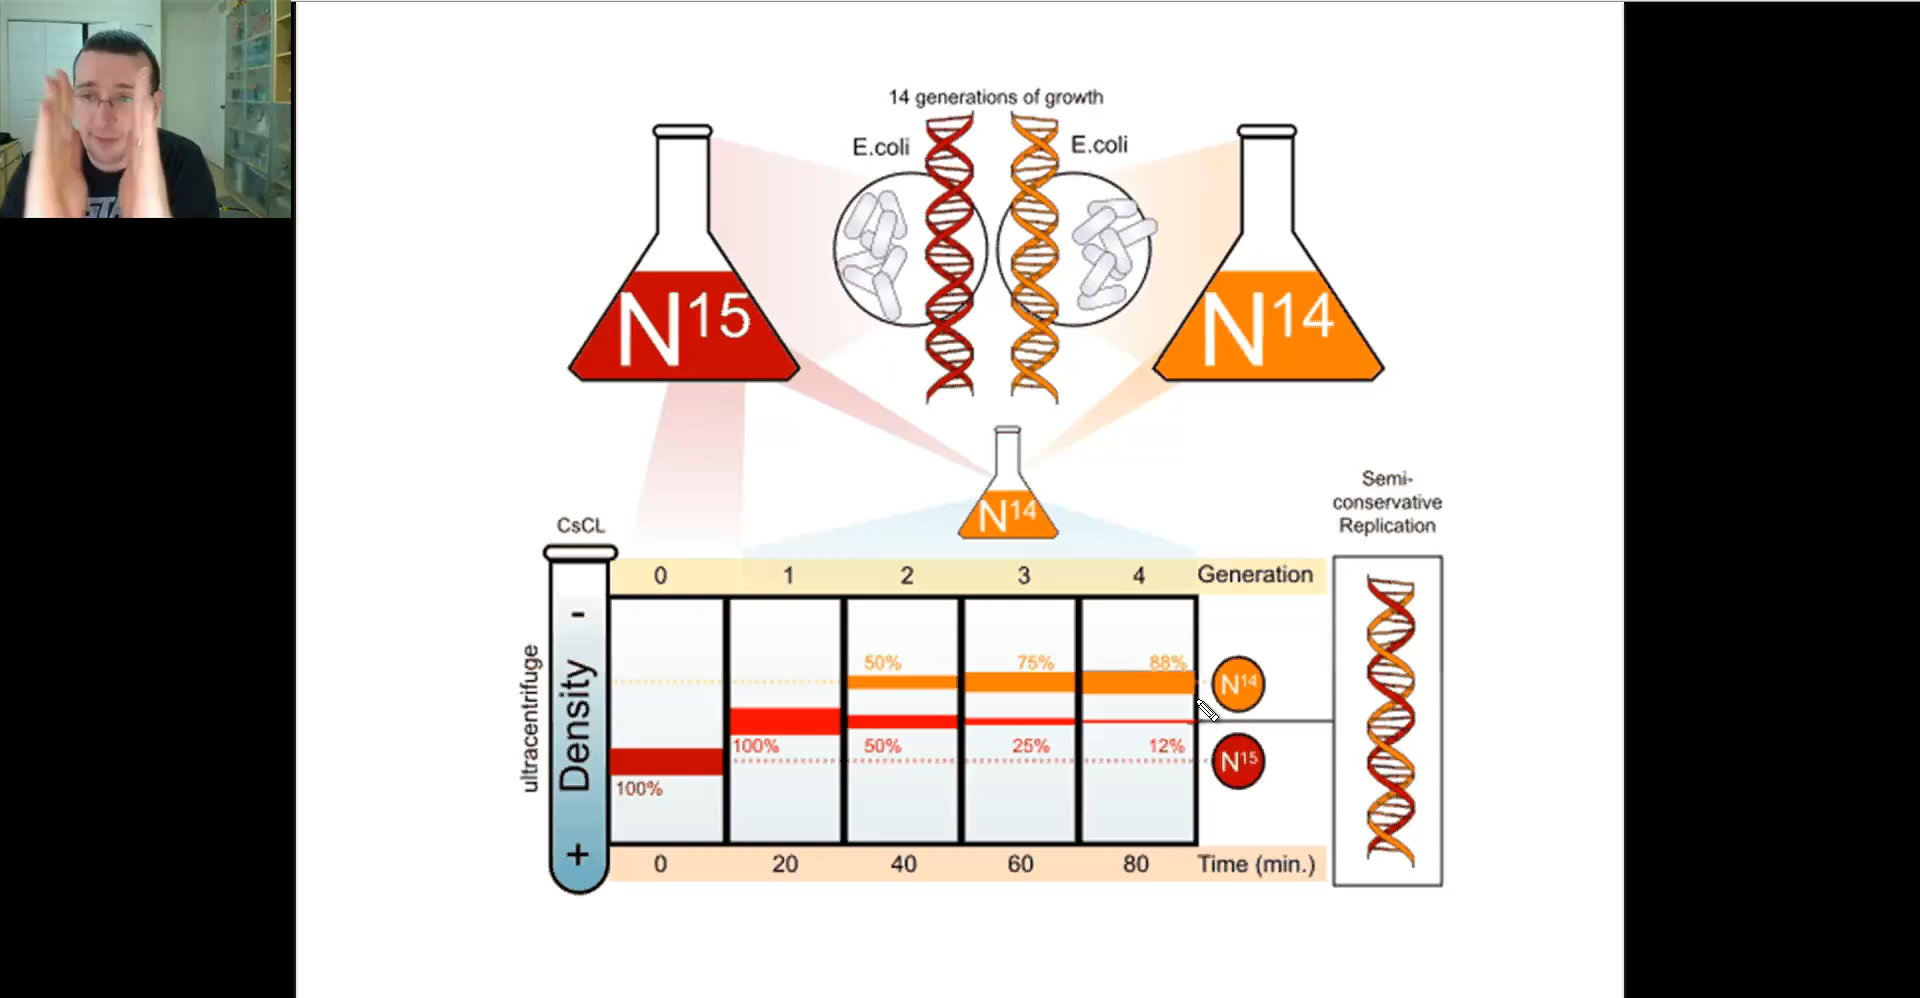 14 generations of growth
E.coli
E.coli
N15
N14
N14
Semi-
conservative
Replication
CsCL
0 1 2 3 4 Generation
-
Density
+
ultracentrifuge
50% 75% 88%
N14
100% 50% 25% 12%
N15
100%
0 20 40 60 80 Time (min.)